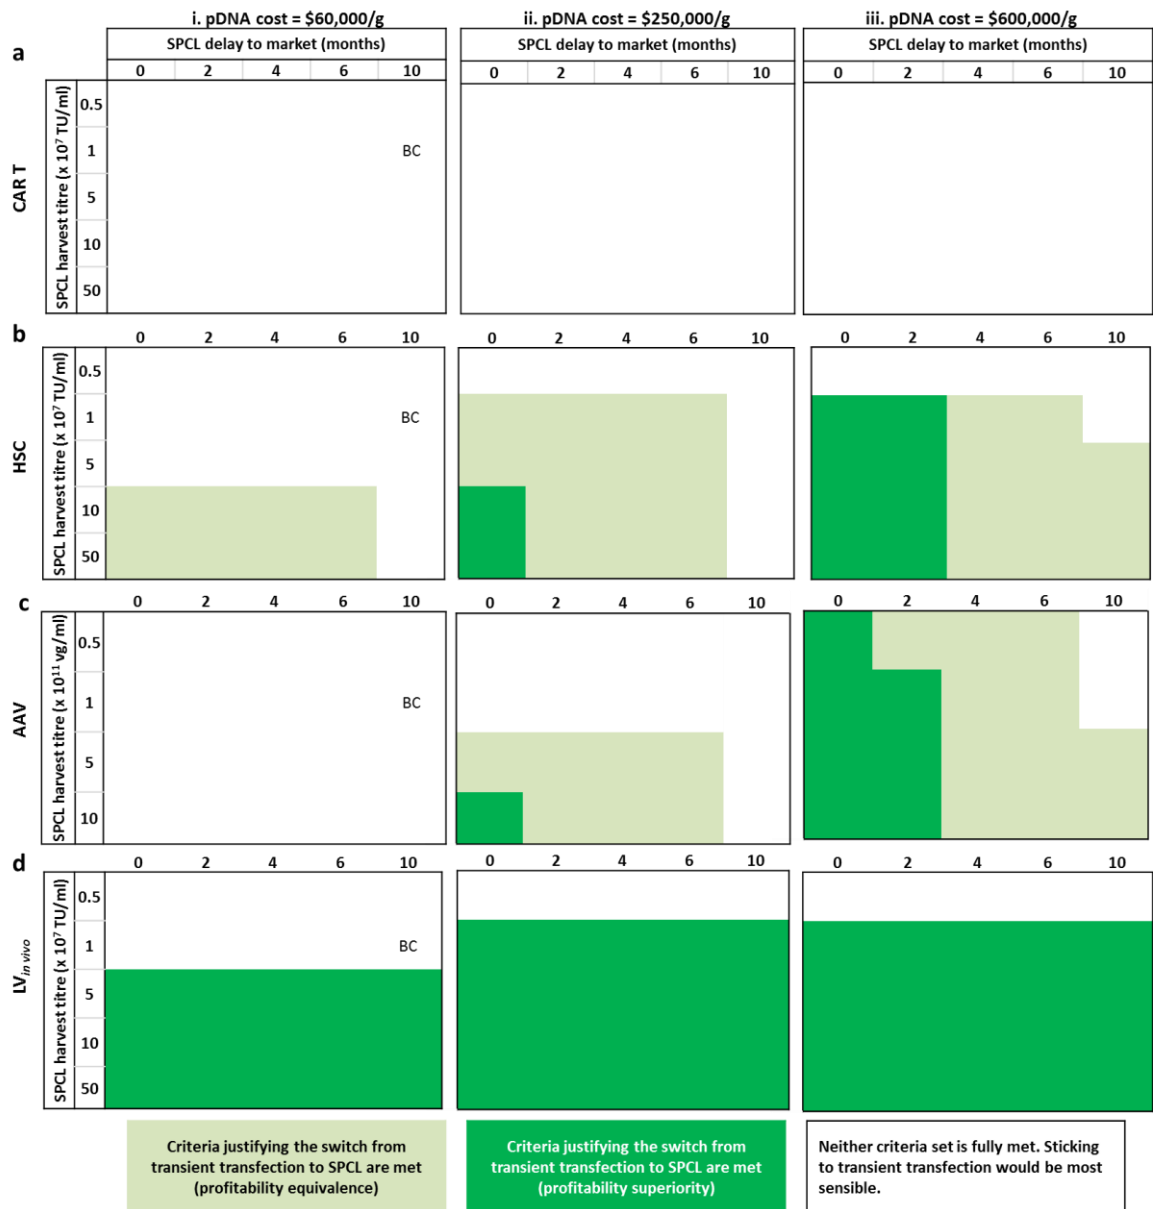 i. pDNA cost = $60,000/g
ii. pDNA cost = $250,000/g
iii. pDNA cost = $600,000/g
a
SPCL delay to market (months)
SPCL delay to market (months)
SPCL delay to market (months)
0 2 4 6 10
0 2 4 6 10
0 2 4 6 10
CAR T
SPCL harvest titre (x 10⁷ TU/ml)
0.5
1
5
10
50
BC
b
0 2 4 6 10
0 2 4 6 10
0 2 4 6 10
HSC
SPCL harvest titre (x 10⁷ TU/ml)
0.5
1
5
10
50
BC
c
0 2 4 6 10
0 2 4 6 10
0 2 4 6 10
AAV
SPCL harvest titre (x 10¹¹ vg/ml)
0.5
1
5
10
BC
d
0 2 4 6 10
0 2 4 6 10
0 2 4 6 10
LV in vivo
SPCL harvest titre (x 10⁷ TU/ml)
0.5
1
5
10
50
BC
Criteria justifying the switch from
transient transfection to SPCL are met
(profitability equivalence)
Criteria justifying the switch from
transient transfection to SPCL are met
(profitability superiority)
Neither criteria set is fully met. Sticking
to transient transfection would be most
sensible.